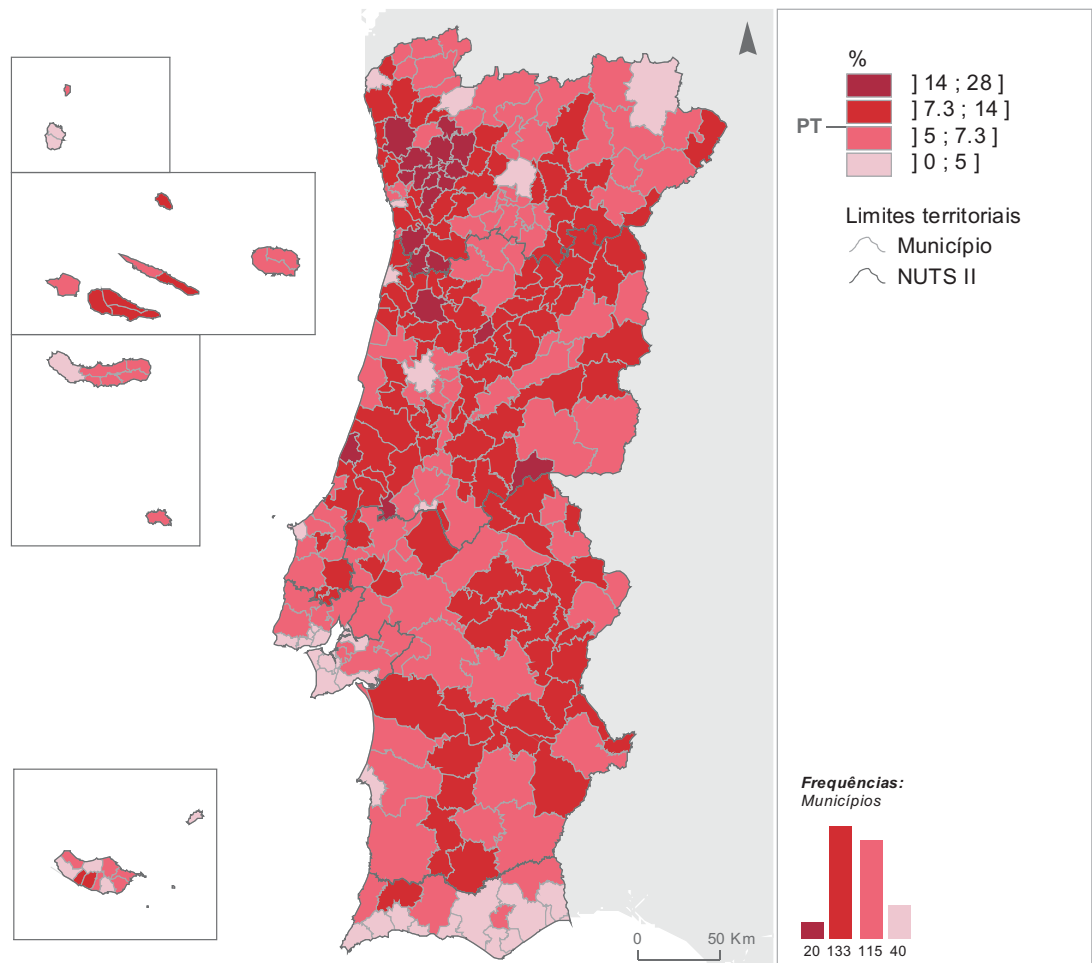 %
] 14 ; 28 ]
] 7.3 ; 14 ]
PT
] 5 ; 7.3 ]
] 0 ; 5 ]
Limites territoriais
Município
NUTS II
Frequências:
Municípios
20 133 115 40
0 50 Km